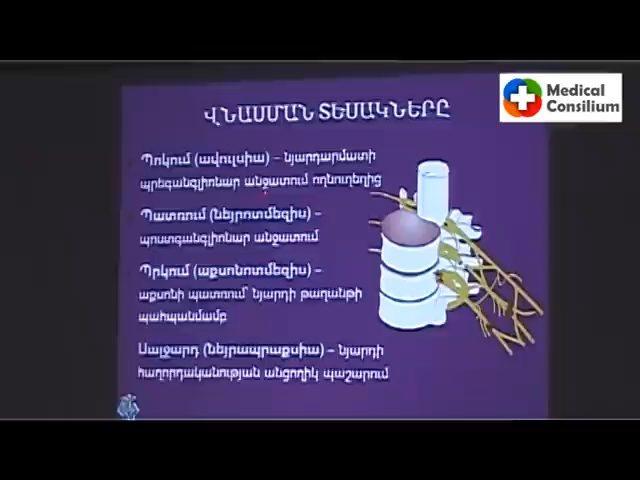 Medical
Consilium
ՎՆԱՍՄԱՆ ՏԵՍԱԿՆԵՐԸ
Պոկում (ավուլսիա) – նյարդարմատի
պրեգանգլիոնար անջատում ողնուղեղից
Պատռում (նեյրոտմեզիս) –
պոստգանգլիոնար անջատում
Պրկում (աքսոնոտմեզիս) –
աքսոնի պատռում՝ նյարդի թաղանթի
պահպանմամբ
Սալջարդ (նեյրապրաքսիա) – նյարդի
հաղորդականության անցողիկ պաշարում